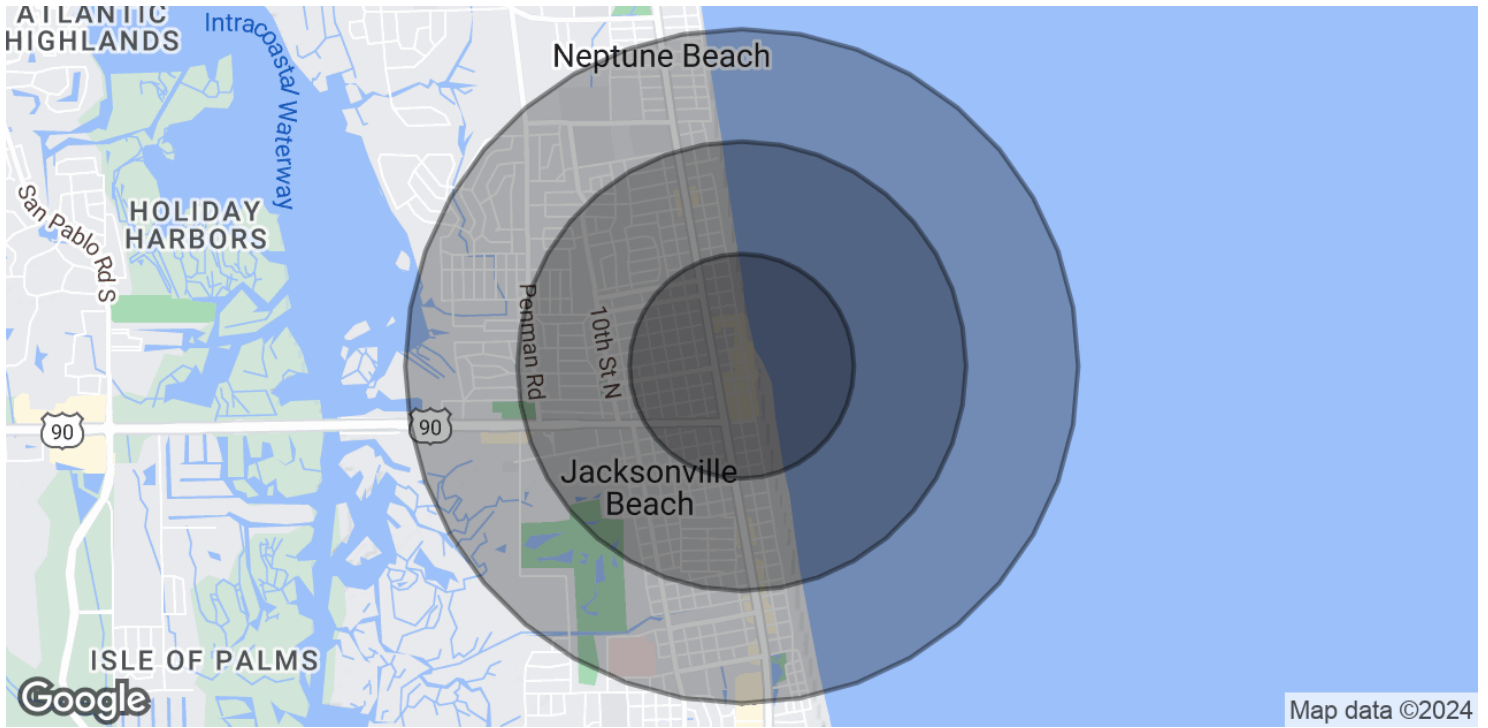 ATLANTIC
HIGHLANDS
Intracoastal Waterway
Neptune Beach
San Pablo Rd S
HOLIDAY
HARBORS
Penman Rd
10th St N
90
90
Jacksonville
Beach
ISLE OF PALMS
Google
Map data ©2024